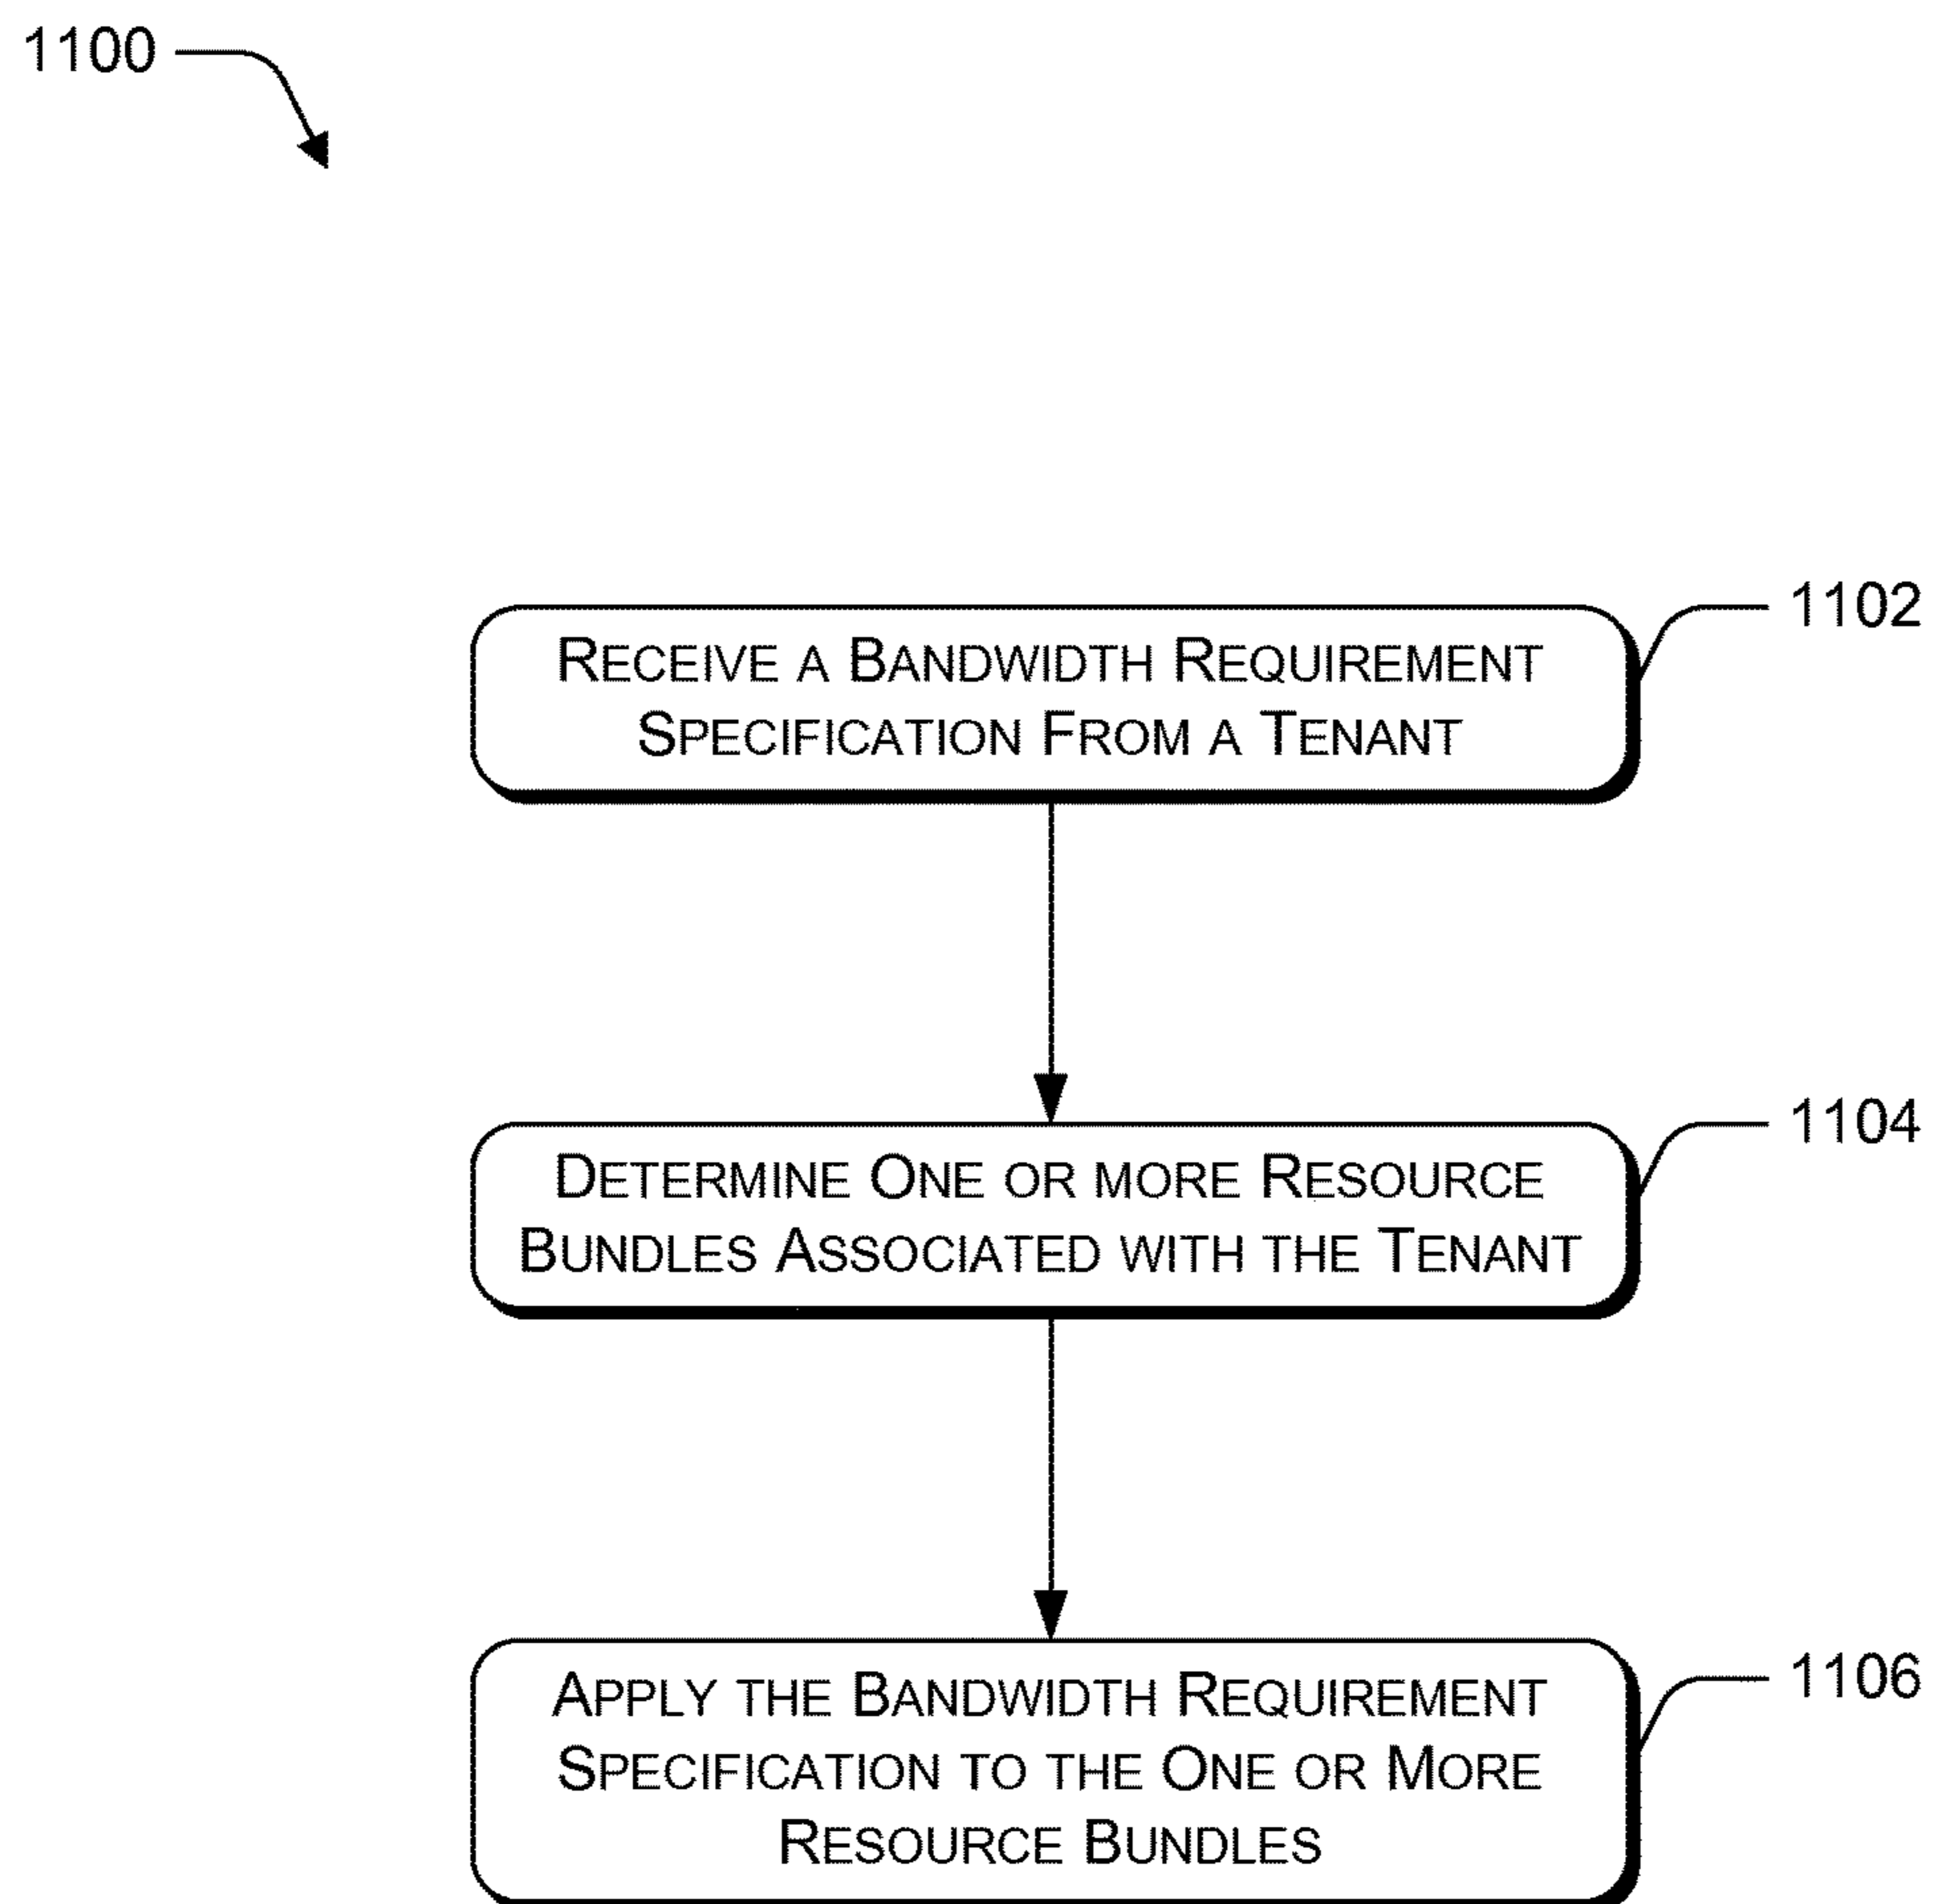 1100
1102
RECEIVE A BANDWIDTH REQUIREMENT
SPECIFICATION FROM A TENANT
1104
DETERMINE ONE OR MORE RESOURCE
BUNDLES ASSOCIATED WITH THE TENANT
1106
APPLY THE BANDWIDTH REQUIREMENT
SPECIFICATION TO THE ONE OR MORE
RESOURCE BUNDLES